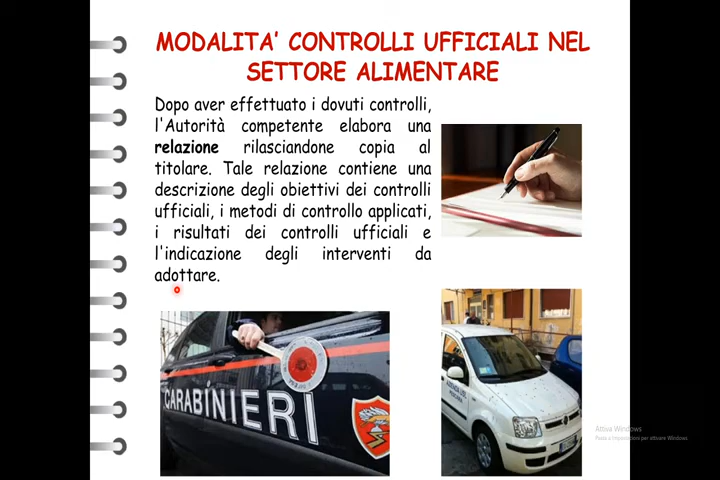 MODALITA' CONTROLLI UFFICIALI NEL
SETTORE ALIMENTARE
Dopo aver effettuato i dovuti controlli,
l'Autorità competente elabora una
relazione rilasciandone copia al
titolare. Tale relazione contiene una
descrizione degli obiettivi dei controlli
ufficiali, i metodi di controllo applicati,
i risultati dei controlli ufficiali e
l'indicazione degli interventi da
adottare.
CARABINIERI
Attiva Windows
Passa a Impostazioni per attivare Windows.